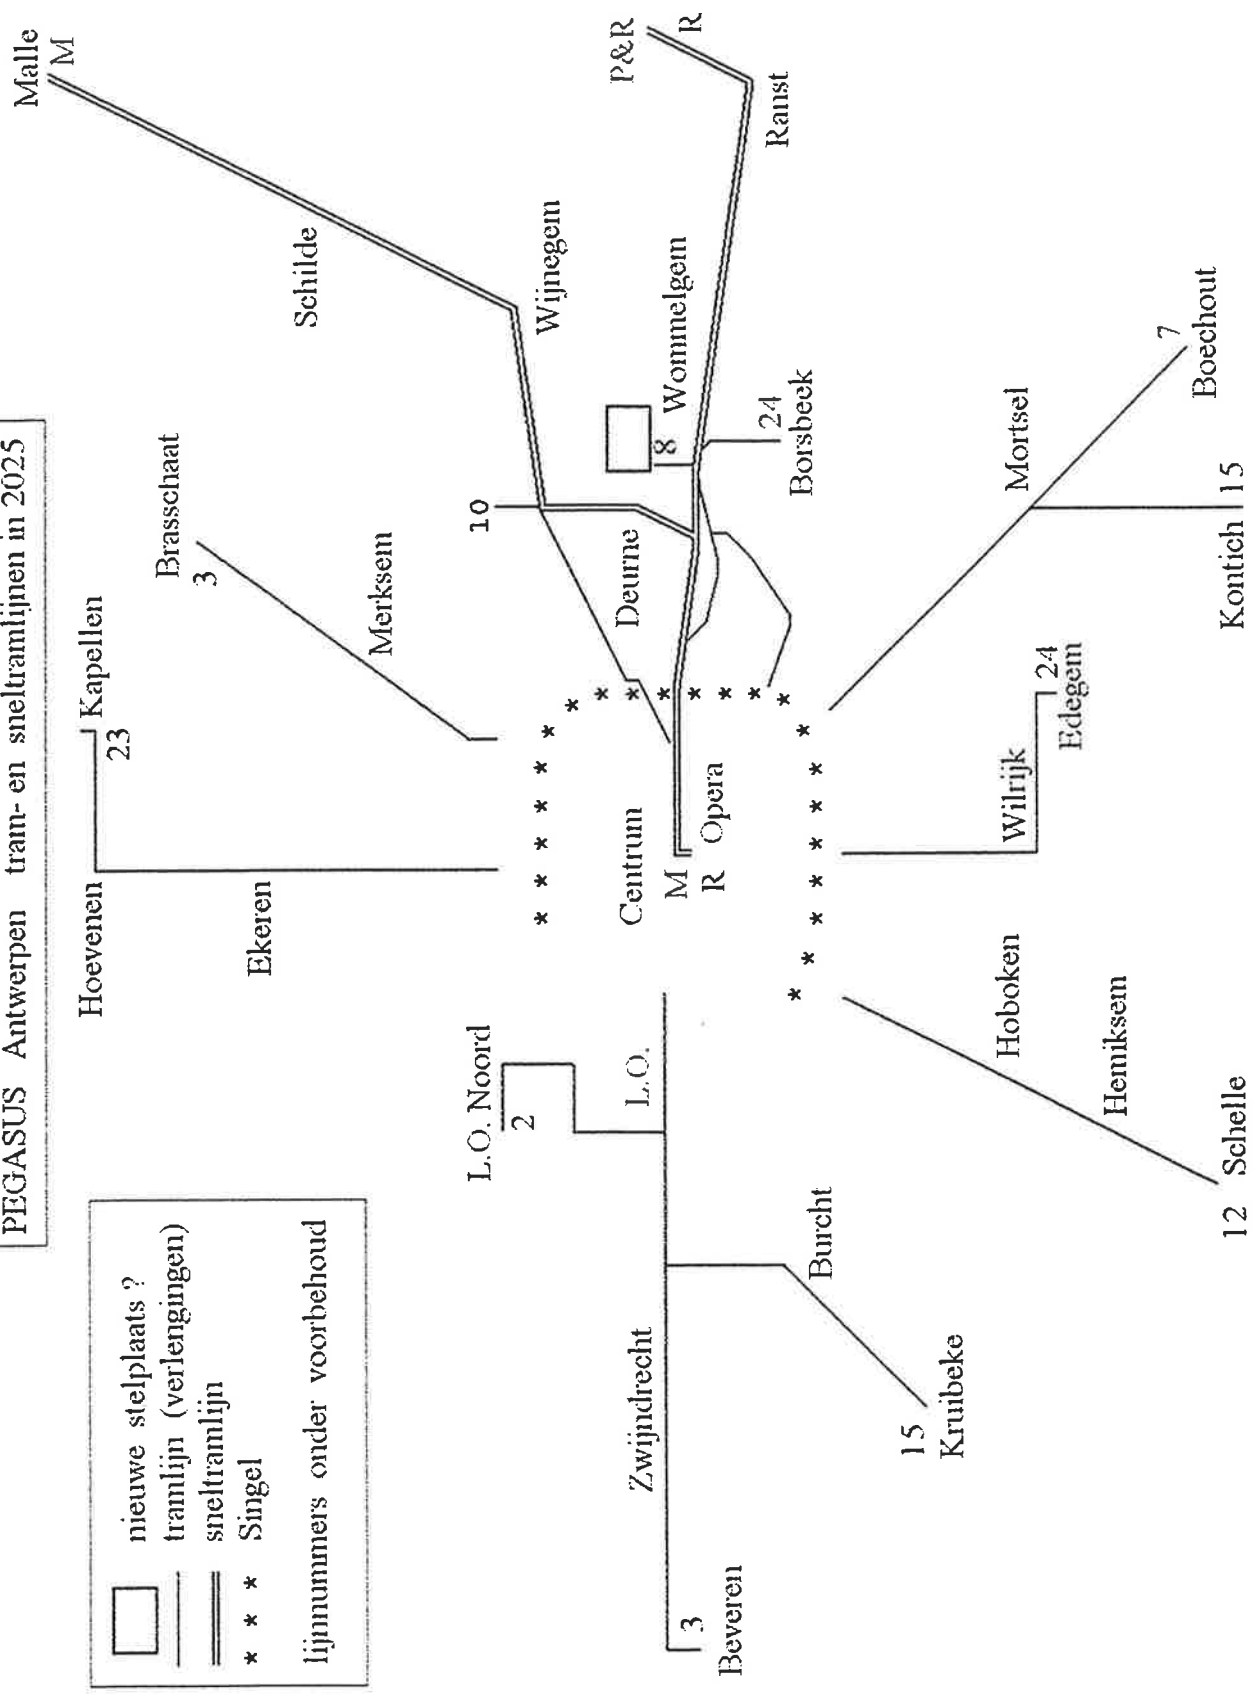 PEGASUS Antwerpen tram- en sneltramlijnen in 2025
nieuwe stelplaats ?
tramlijn (verlengingen)
sneltramlijn
* * * Singel
lijnnummers onder voorbehoud
Hoevenen
Kapellen
23
Ekeren
Brasschaat
3
Merksem
Malle
M
Schilde
Wijnegem
10
Deurne
P&R
R
Ranst
Wommelgem
8
24
Borsbeek
L.O. Noord
2
L.O.
Centrum
M
R
Opera
Zwijndrecht
3
Beveren
Burcht
15
Kruibeke
Hoboken
Hemiksem
12 Schelle
Wilrijk
24
Edegem
Mortsel
7
Boechout
Kontich 15